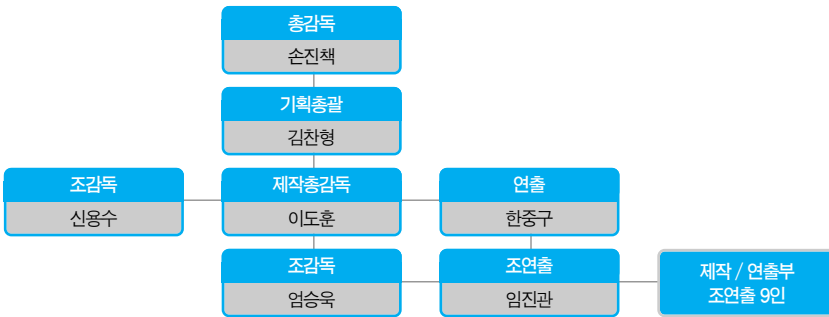 총감독
손진책
기획총괄
김찬형
조감독
신용수
제작총감독
이도훈
연출
한중구
조감독
엄승욱
조연출
임진관
제작 / 연출부
조연출 9인